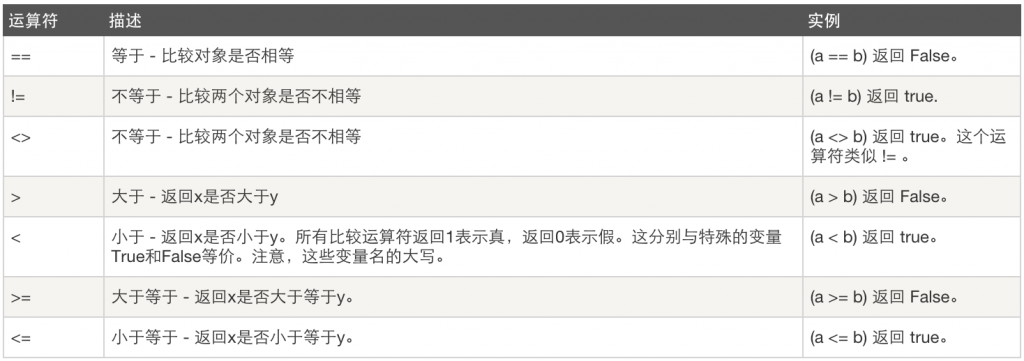 运算符 描述 实例
== 等于 - 比较对象是否相等 (a == b) 返回 False。
!= 不等于 - 比较两个对象是否不相等 (a != b) 返回 true.
<> 不等于 - 比较两个对象是否不相等 (a <> b) 返回 true。这个运
算符类似 != 。
> 大于 - 返回x是否大于y (a > b) 返回 False。
< 小于 - 返回x是否小于y。所有比较运算符返回1表示真，返回0表示假。这分别与特殊的变量 (a < b) 返回 true。
True和False等价。注意，这些变量名的大写。
>= 大于等于 - 返回x是否大于等于y。 (a >= b) 返回 False。
<= 小于等于 - 返回x是否小于等于y。 (a <= b) 返回 true。